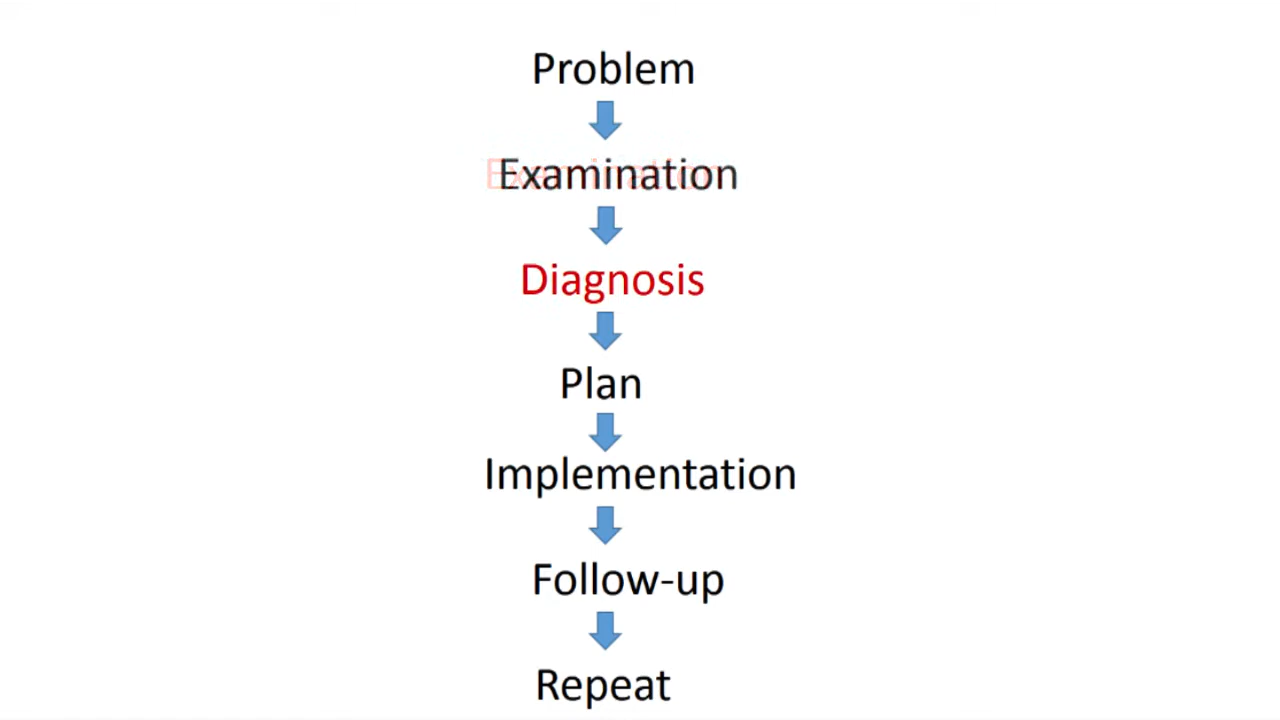 Problem
Examination
Diagnosis
Plan
Implementation
Follow-up
Repeat